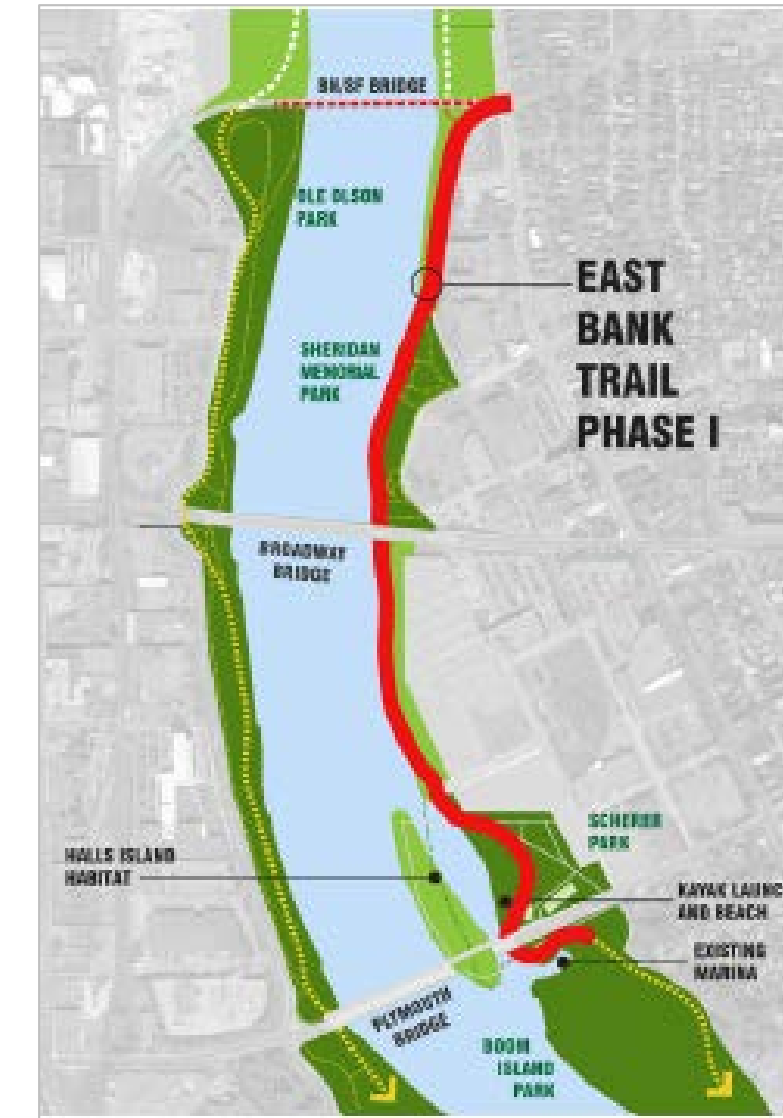 BN/SF BRIDGE
OLE OLSON
PARK
EAST
BANK
TRAIL
PHASE I
SHERIDAN
MEMORIAL
PARK
BROADWAY
BRIDGE
SCHERER
PARK
HALLS ISLAND
HABITAT
KAYAK LAUNC
AND BEACH
EXISTING
MARINA
PLYMOUTH
BRIDGE
BOOM
ISLAND
PARK